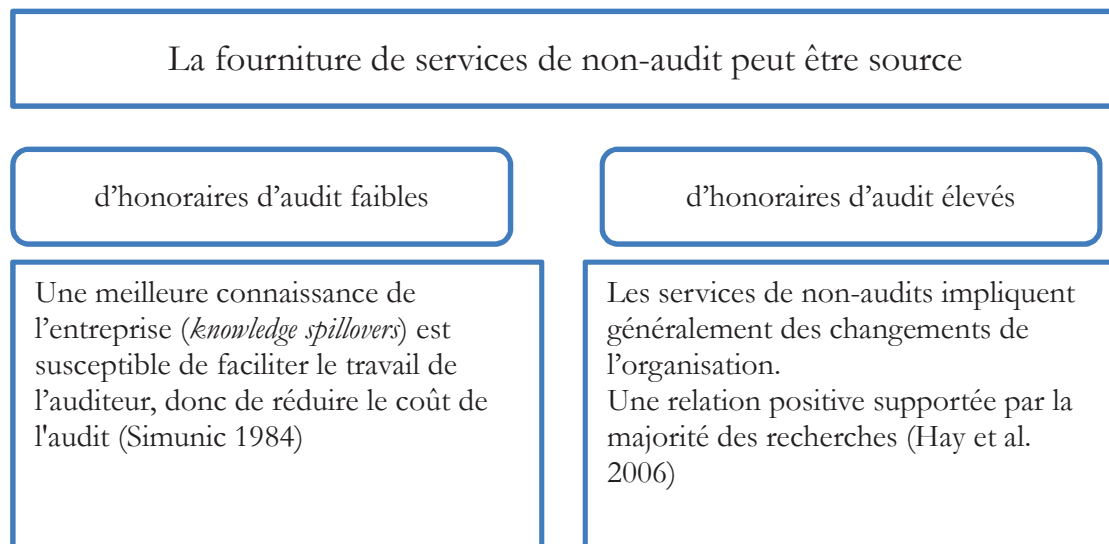 La fourniture de services de non-audit peut être source
d’honoraires d’audit faibles
d’honoraires d’audit élevés
Une meilleure connaissance de
l’entreprise (knowledge spillovers) est
susceptible de faciliter le travail de
l’auditeur, donc de réduire le coût de
l'audit (Simunic 1984)
Les services de non-audits impliquent
généralement des changements de
l’organisation.
Une relation positive supportée par la
majorité des recherches (Hay et al.
2006)